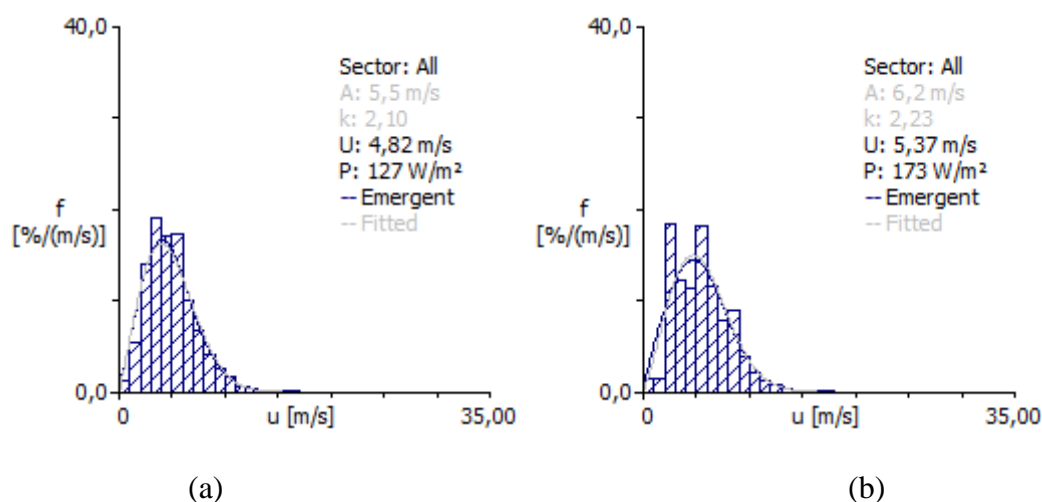 40,0
Sector: All
A: 5,5 m/s
k: 2,10
U: 4,82 m/s
P: 127 W/m²
-- Emergent
-- Fitted
f
[%/(m/s)]
0,0
0
u [m/s]
35,00
(a)
40,0
Sector: All
A: 6,2 m/s
k: 2,23
U: 5,37 m/s
P: 173 W/m²
-- Emergent
-- Fitted
f
[%/(m/s)]
0,0
0
u [m/s]
35,00
(b)